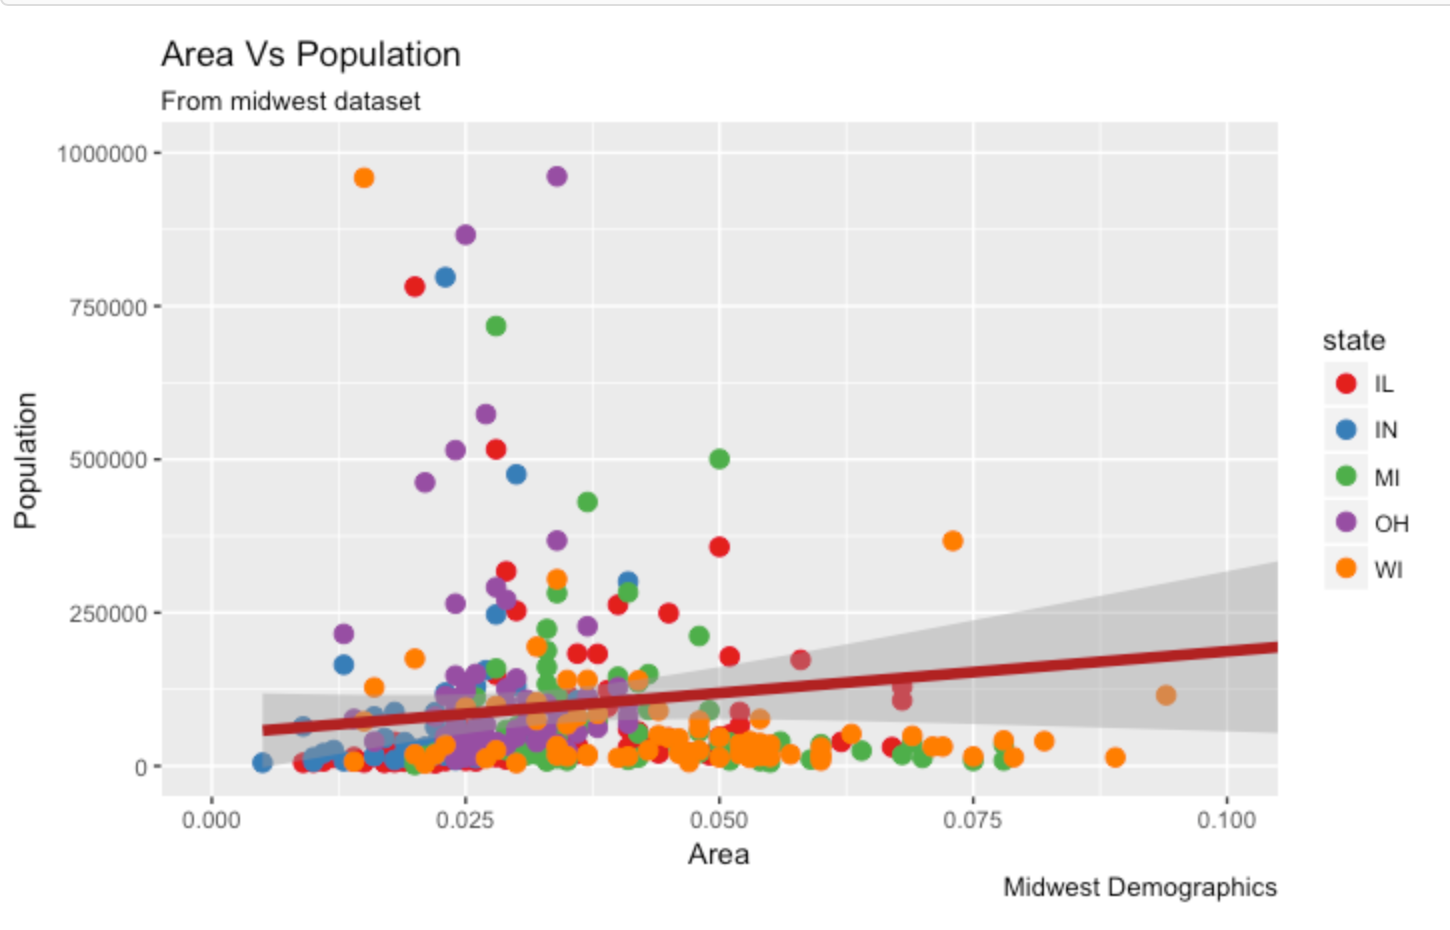 Area Vs Population
From midwest dataset
1000000
750000
500000
250000
0
Population
0.000 0.025 0.050 0.075 0.100
Area
Midwest Demographics
state
IL
IN
MI
OH
WI